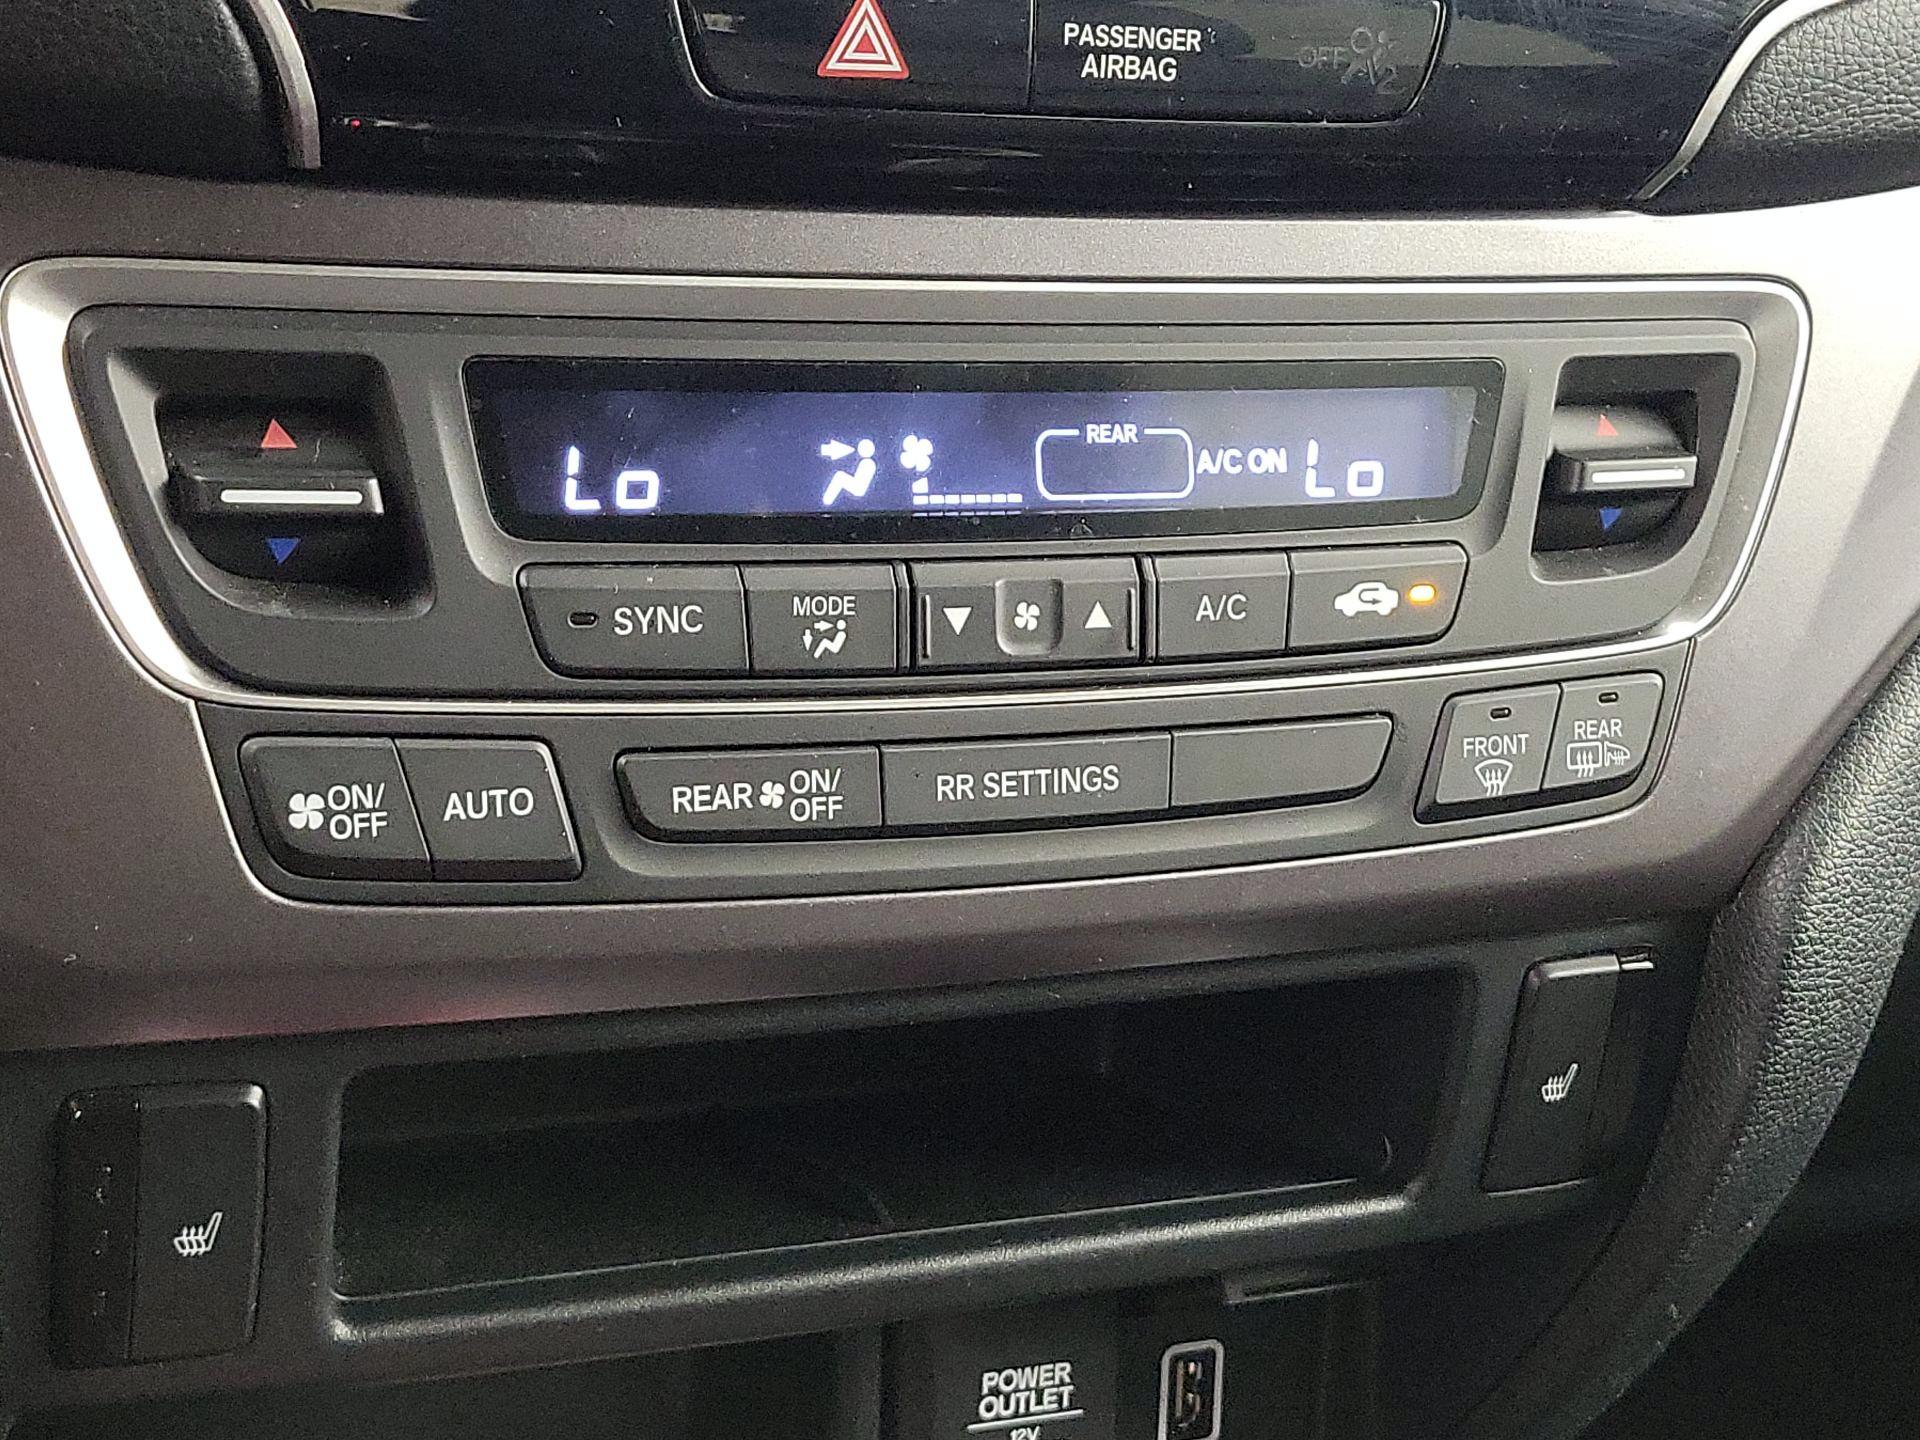 PASSENGER
AIRBAG
OFF
2
Lo
REAR
A/C ON
Lo
SYNC
MODE
A/C
ON/
OFF
AUTO
REAR
ON/
OFF
RR SETTINGS
FRONT
REAR
POWER
OUTLET
12V